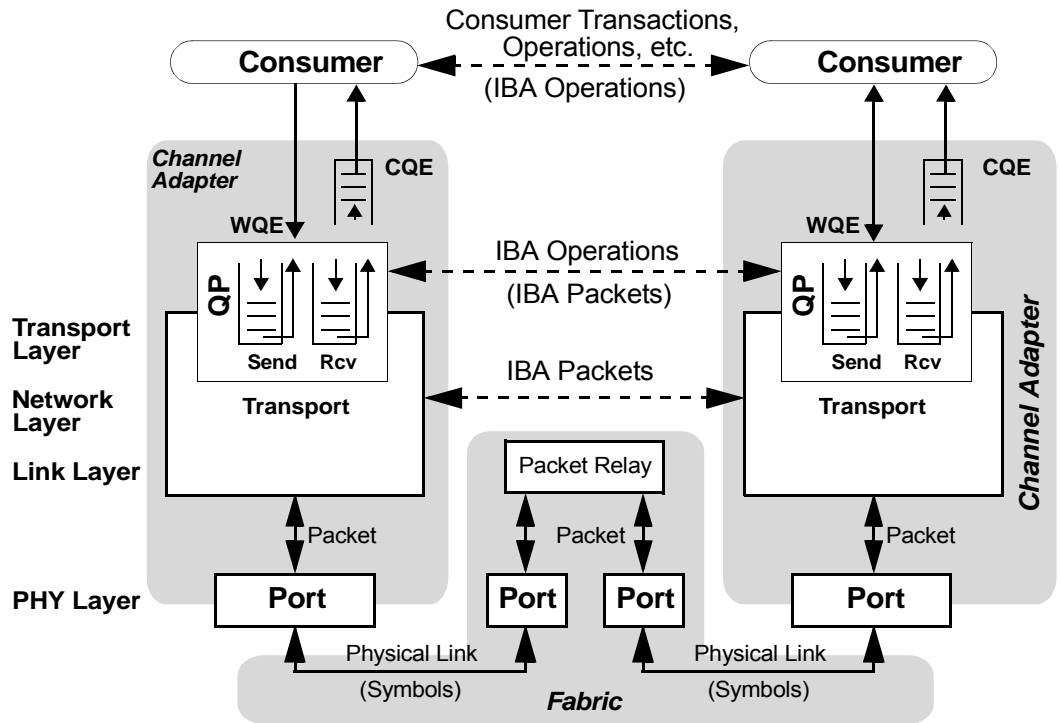 Consumer Transactions,
Operations, etc.
(IBA Operations)
Consumer
Consumer
Channel
Adapter
CQE
WQE
CQE
WQE
IBA Operations
(IBA Packets)
QP
Send
Rcv
QP
Send
Rcv
Transport
Layer
Network
Layer
Link Layer
PHY Layer
Transport
IBA Packets
Transport
Channel Adapter
Packet Relay
Packet
Packet
Packet
Port
Port
Port
Port
Physical Link
(Symbols)
Physical Link
(Symbols)
Fabric